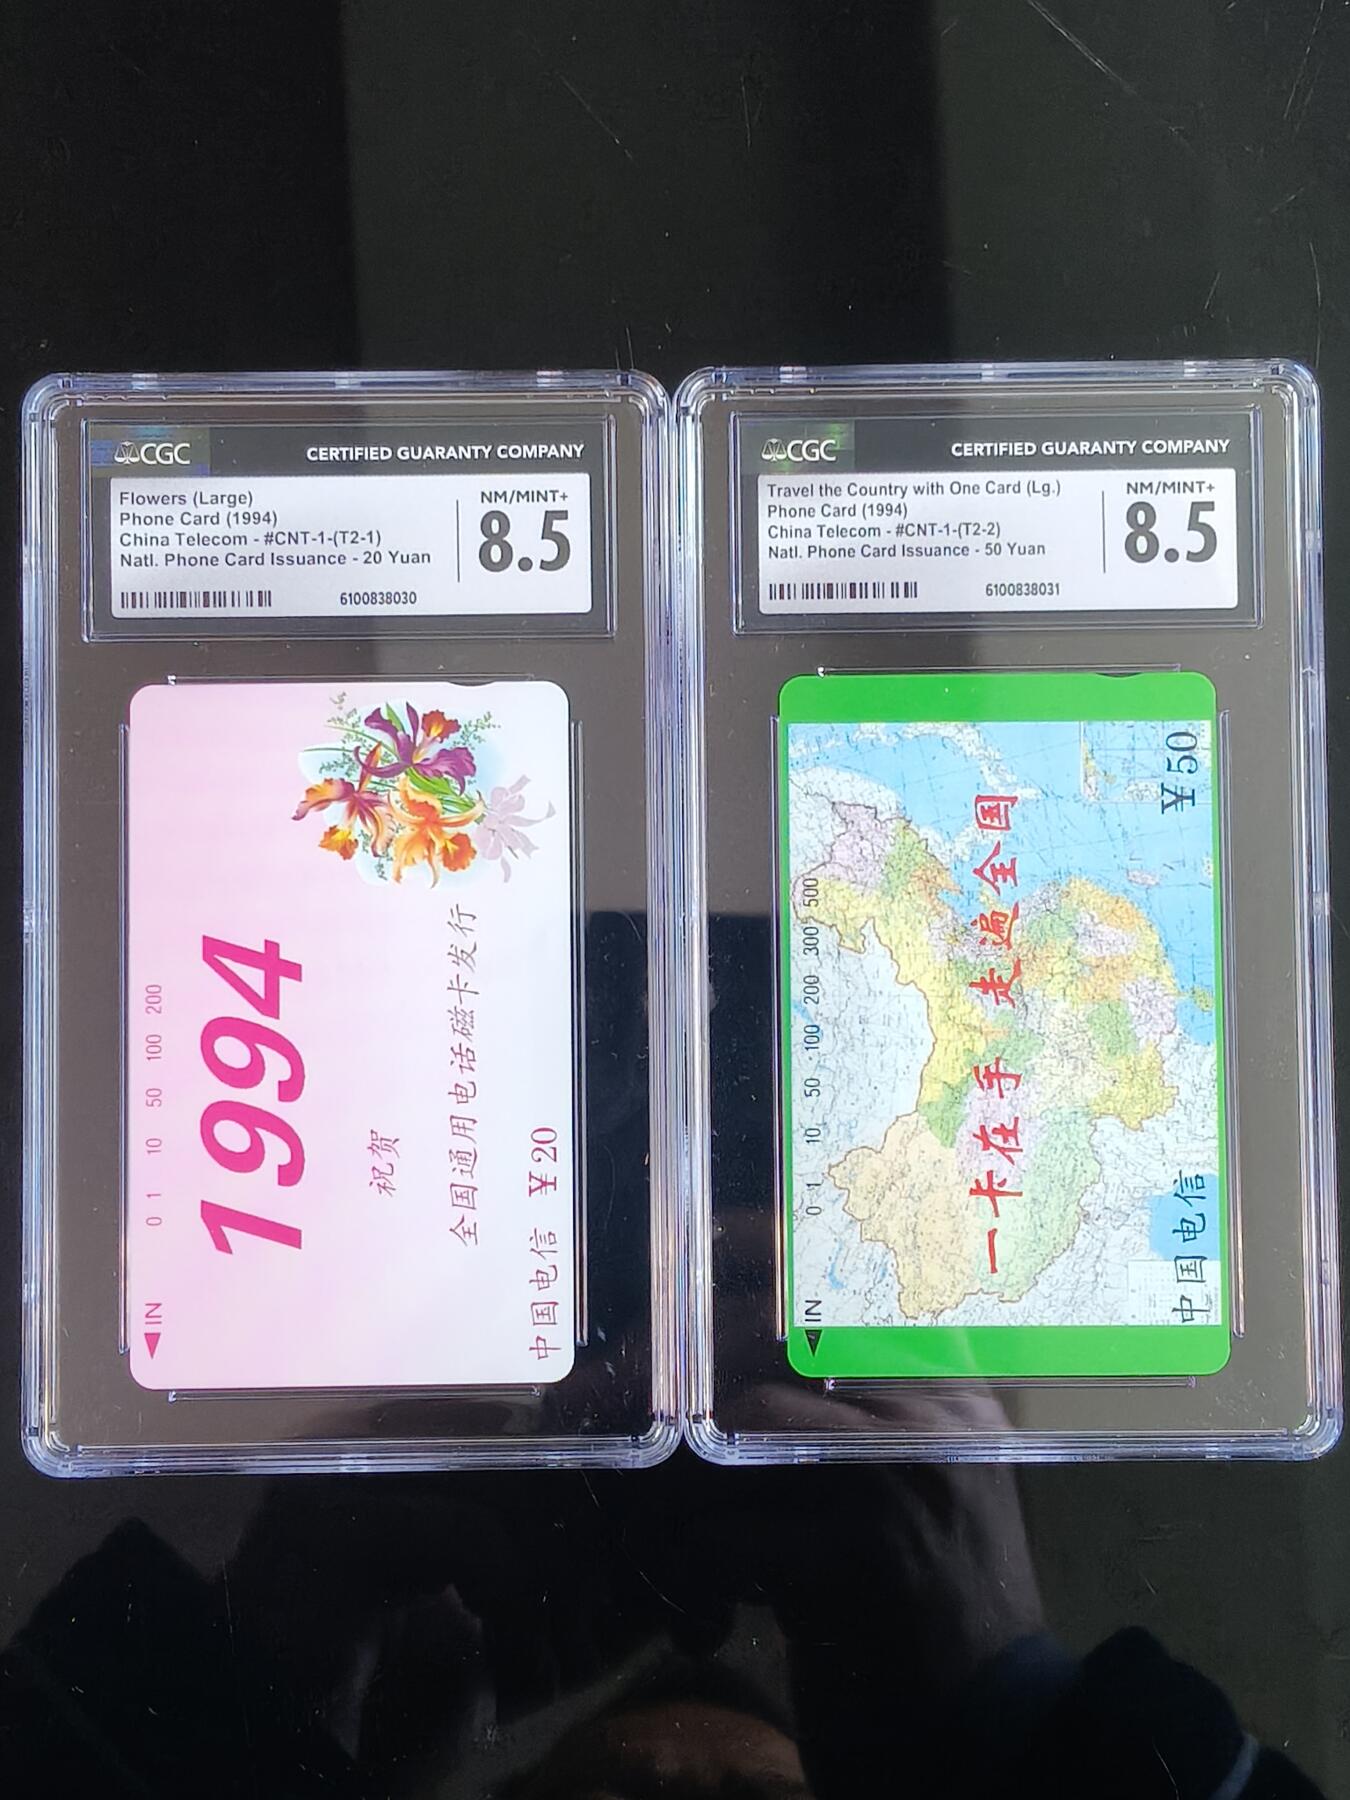 CGC
CERTIFIED GUARANTY COMPANY
Flowers (Large)
Phone Card (1994)
China Telecom - #CNT-1-(T2-1)
Natl. Phone Card Issuance - 20 Yuan
NM/MINT+
8.5
6100838030
IN 0 1 10 50 100 200
1994
祝贺
全国通用电话磁卡发行
中国电信 ¥20
CGC
CERTIFIED GUARANTY COMPANY
Travel the Country with One Card (Lg.)
Phone Card (1994)
China Telecom - #CNT-1-(T2-2)
Natl. Phone Card Issuance - 50 Yuan
NM/MINT+
8.5
6100838031
IN 0 1 10 50 100 200 300 500
一卡在手 走遍全国
中国电信 ¥50